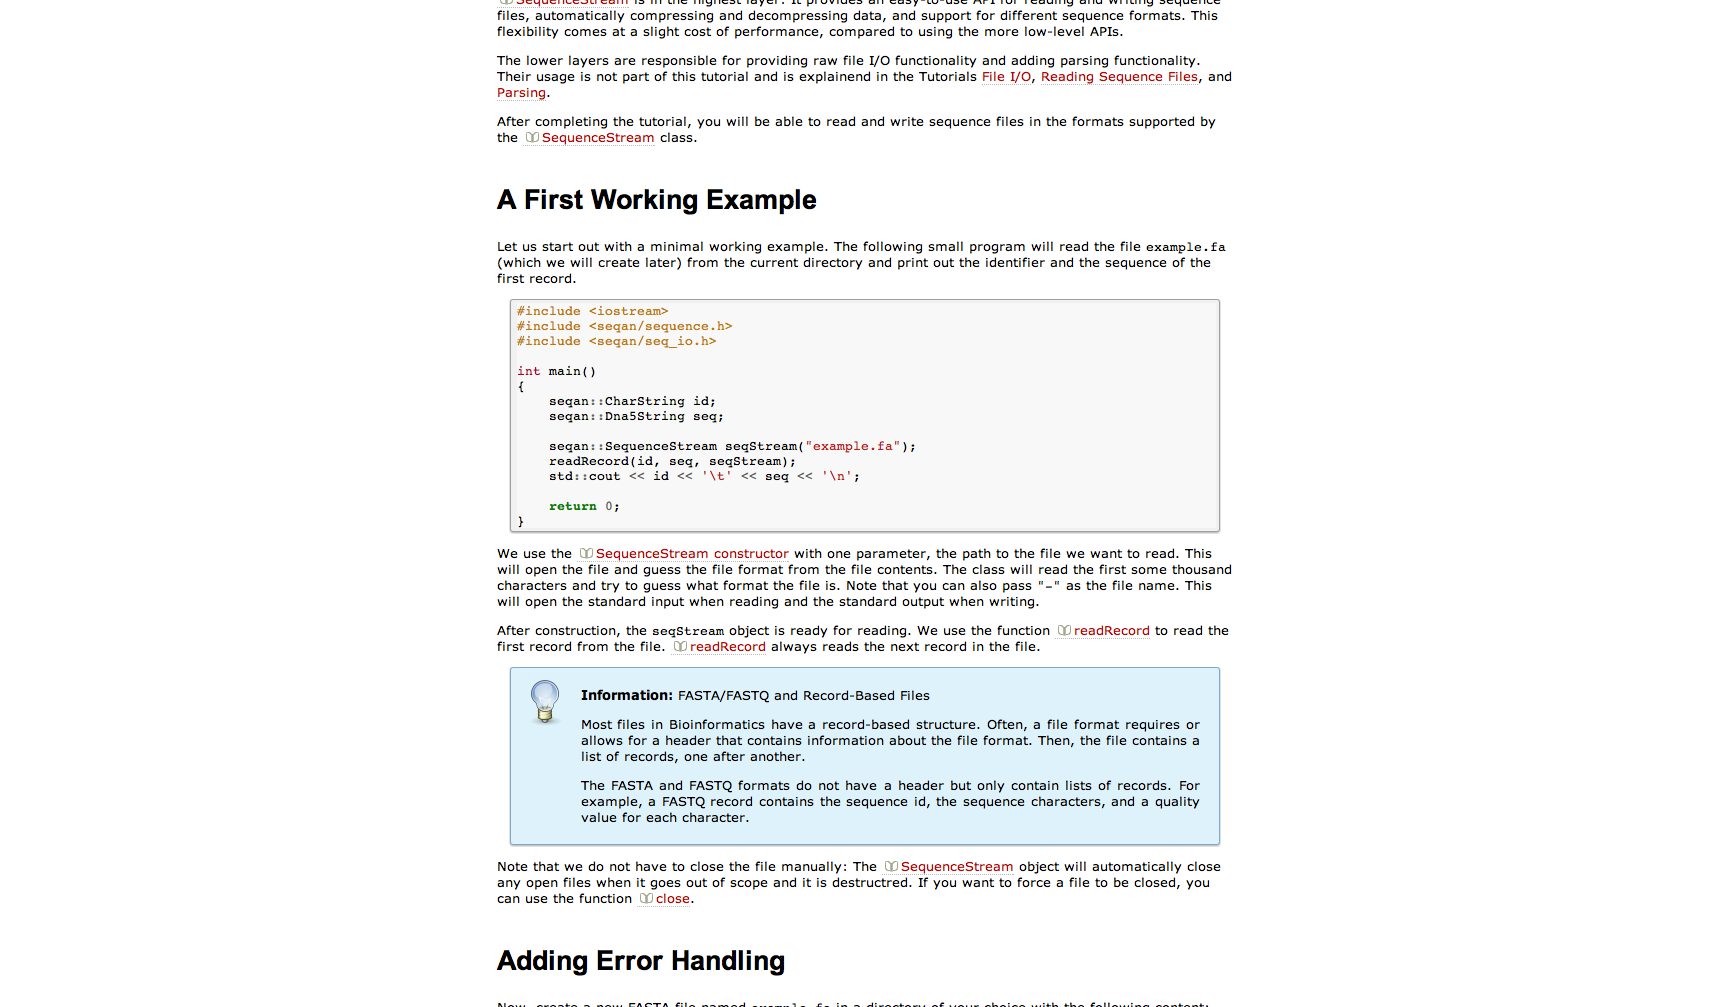 SequenceStream is in the highest layer. It provides an easy-to-use API for reading and writing sequence
files, automatically compressing and decompressing data, and support for different sequence formats. This
flexibility comes at a slight cost of performance, compared to using the more low-level APIs.
The lower layers are responsible for providing raw file I/O functionality and adding parsing functionality.
Their usage is not part of this tutorial and is explainend in the Tutorials File I/O, Reading Sequence Files, and
Parsing.
After completing the tutorial, you will be able to read and write sequence files in the formats supported by
the SequenceStream class.
A First Working Example
Let us start out with a minimal working example. The following small program will read the file example.fa
(which we will create later) from the current directory and print out the identifier and the sequence of the
first record.
#include <iostream>
#include <seqan/sequence.h>
#include <seqan/seq_io.h>
int main()
{
    seqan::CharString id;
    seqan::Dna5String seq;
    seqan::SequenceStream seqStream("example.fa");
    readRecord(id, seq, seqStream);
    std::cout << id << '\t' << seq << '\n';
    return 0;
}
We use the SequenceStream constructor with one parameter, the path to the file we want to read. This
will open the file and guess the file format from the file contents. The class will read the first some thousand
characters and try to guess what format the file is. Note that you can also pass "-" as the file name. This
will open the standard input when reading and the standard output when writing.
After construction, the seqStream object is ready for reading. We use the function readRecord to read the
first record from the file. readRecord always reads the next record in the file.
Information: FASTA/FASTQ and Record-Based Files
Most files in Bioinformatics have a record-based structure. Often, a file format requires or
allows for a header that contains information about the file format. Then, the file contains a
list of records, one after another.
The FASTA and FASTQ formats do not have a header but only contain lists of records. For
example, a FASTQ record contains the sequence id, the sequence characters, and a quality
value for each character.
Note that we do not have to close the file manually: The SequenceStream object will automatically close
any open files when it goes out of scope and it is destructred. If you want to force a file to be closed, you
can use the function close.
Adding Error Handling
Now, create a new FASTA file named example.fa in a directory of your choice with the following content: